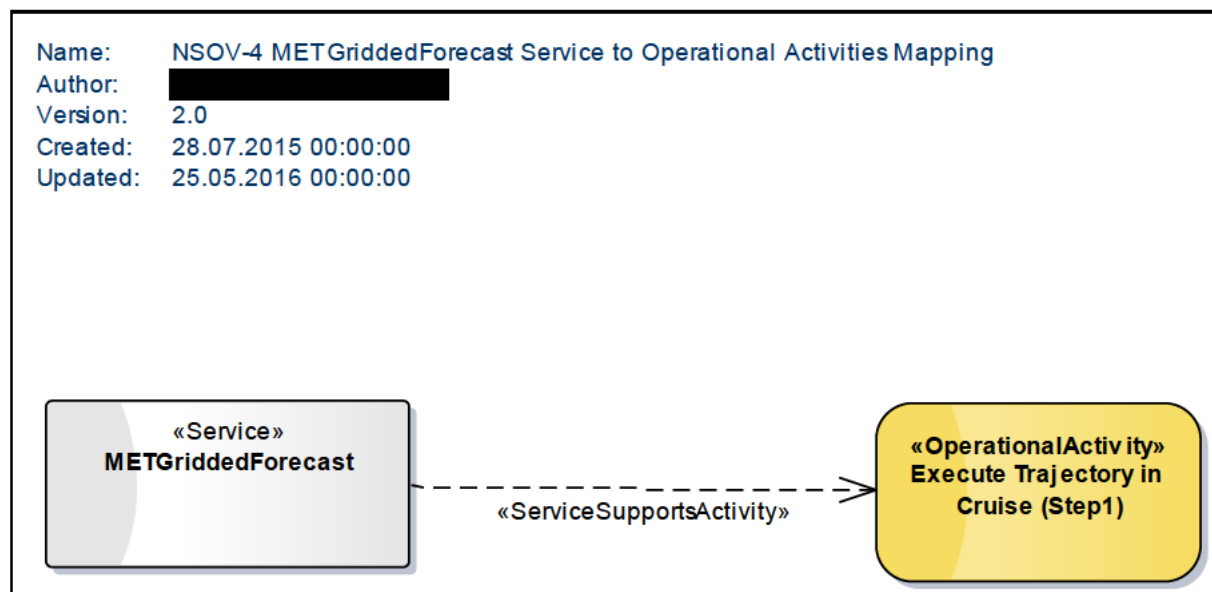 Name: NSOV-4 METGriddedForecast Service to Operational Activities Mapping
Author:
Version: 2.0
Created: 28.07.2015 00:00:00
Updated: 25.05.2016 00:00:00
«Service»
METGriddedForecast
«ServiceSupportsActivity»
«OperationalActivity»
Execute Trajectory in
Cruise (Step1)